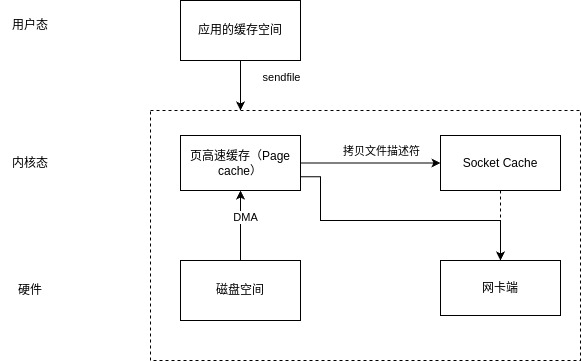 用户态
应用的缓存空间
sendfile
内核态
页高速缓存（Page
cache）
拷贝文件描述符
Socket Cache
DMA
硬件
磁盘空间
网卡端